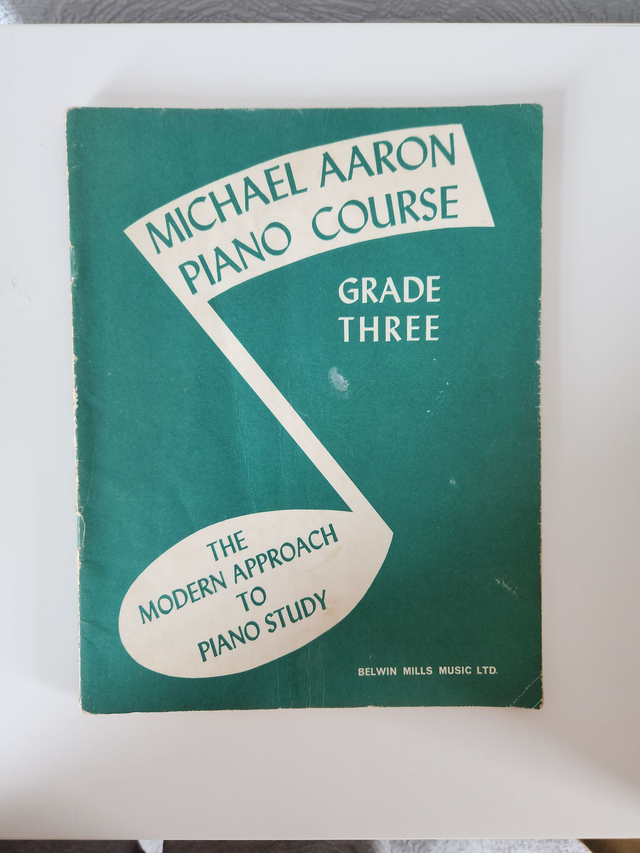 MICHAEL AARON
PIANO COURSE
GRADE
THREE
THE
MODERN APPROACH
TO
PIANO STUDY
BELWIN MILLS MUSIC LTD.